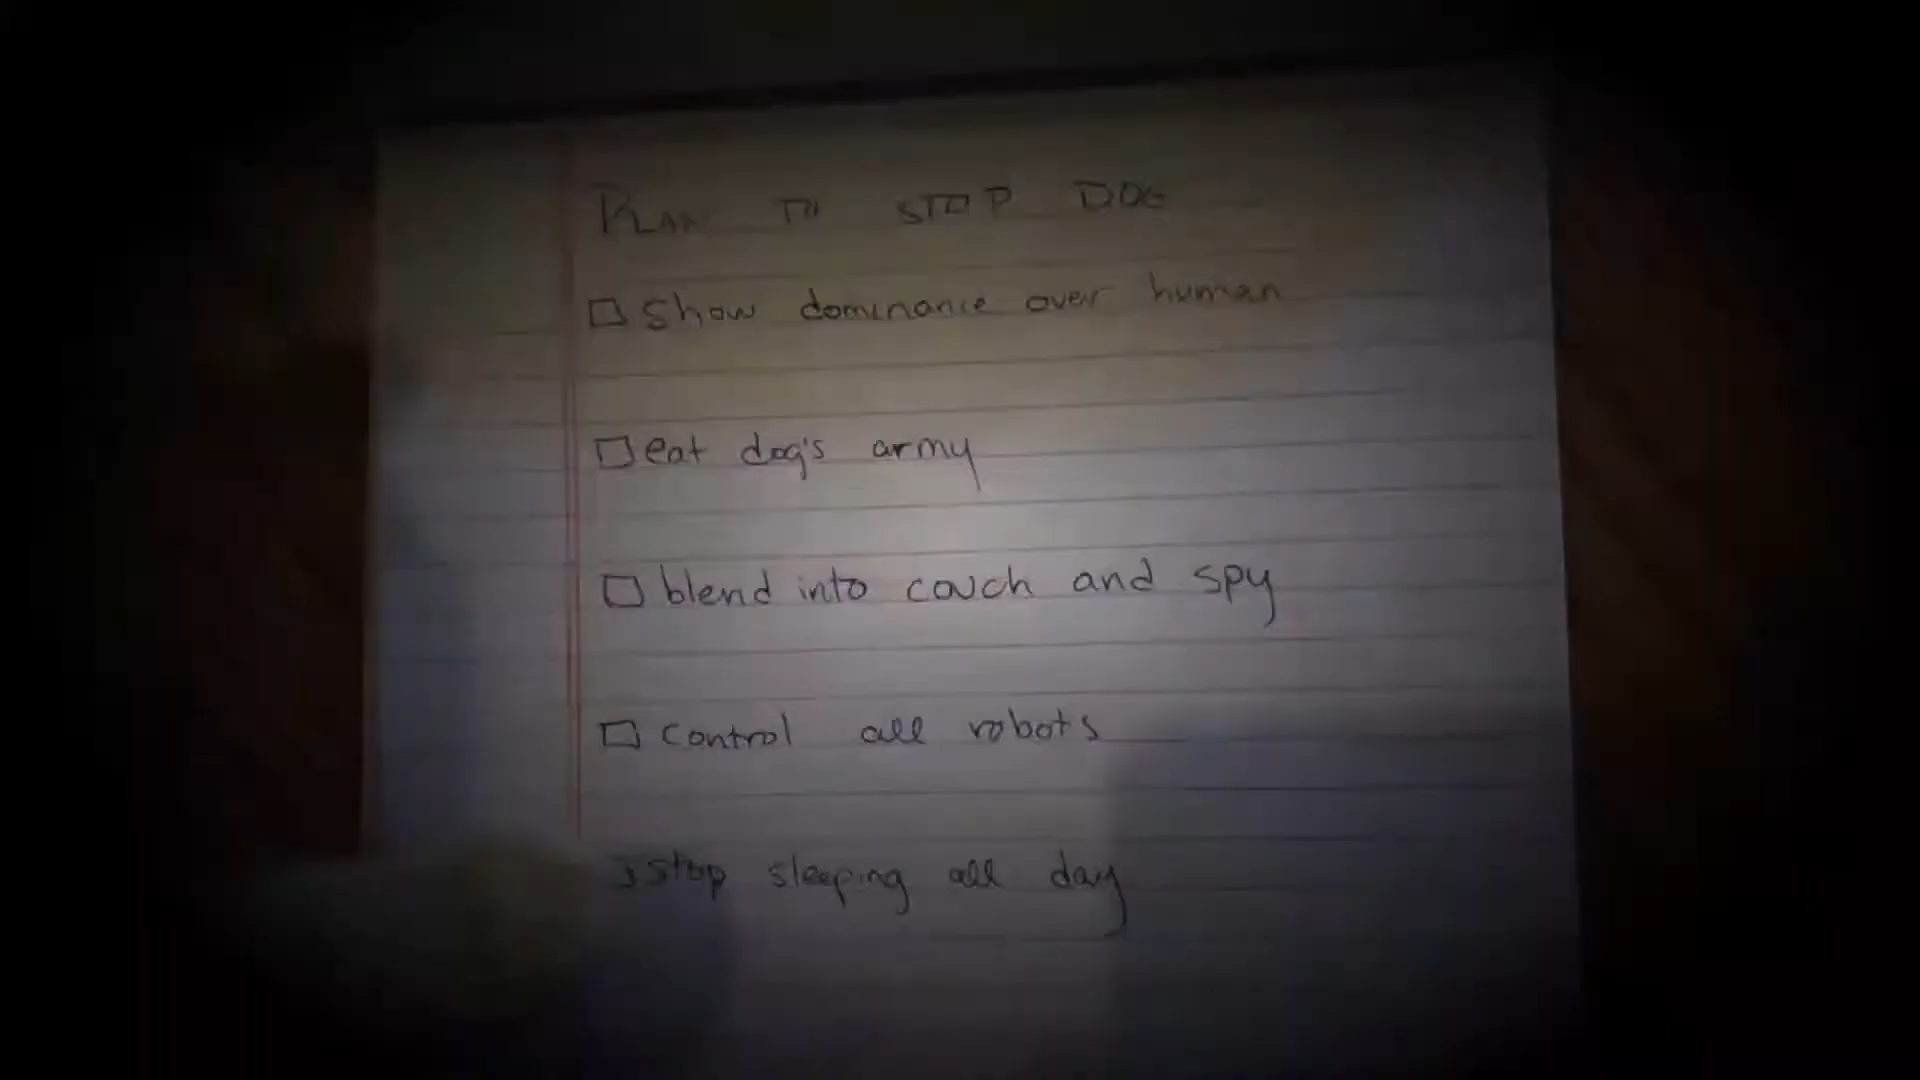 PLAN TO STOP DOG
show dominance over human
eat dog's army
blend into couch and spy
control all robots
stop sleeping all day